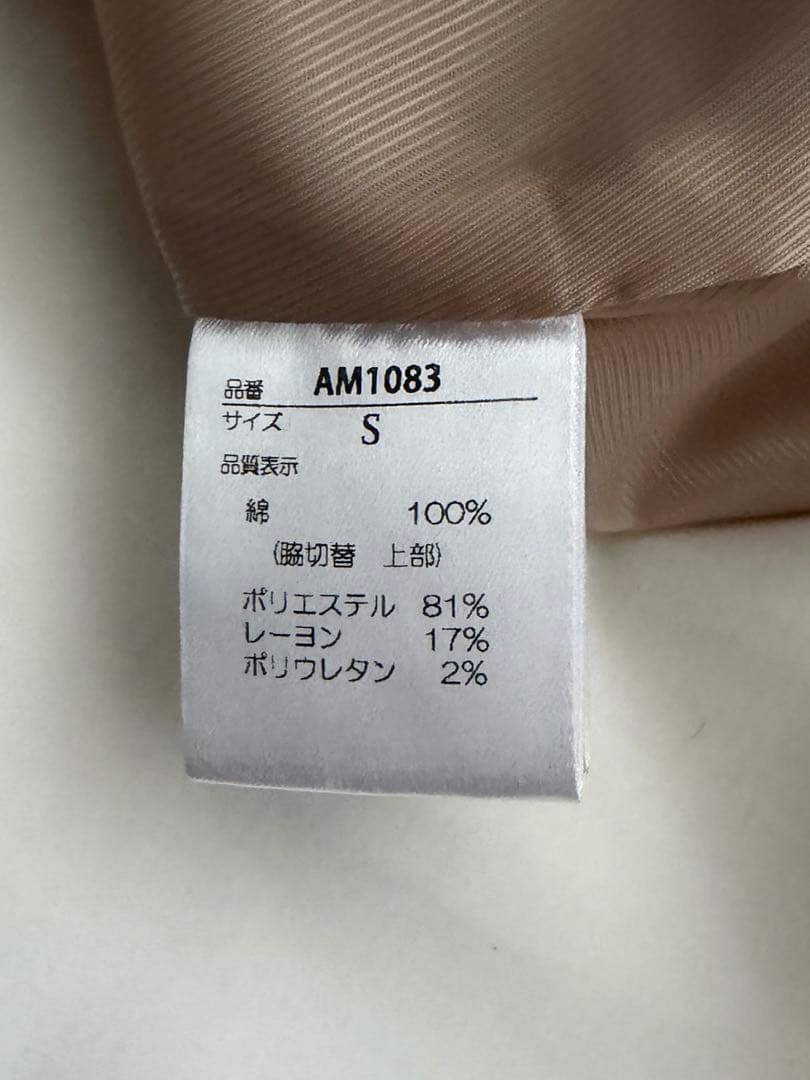 品番 AM1083
サイズ S
品質表示
綿 100%
(脇切替 上部)
ポリエステル 81%
レーヨン 17%
ポリウレタン 2%